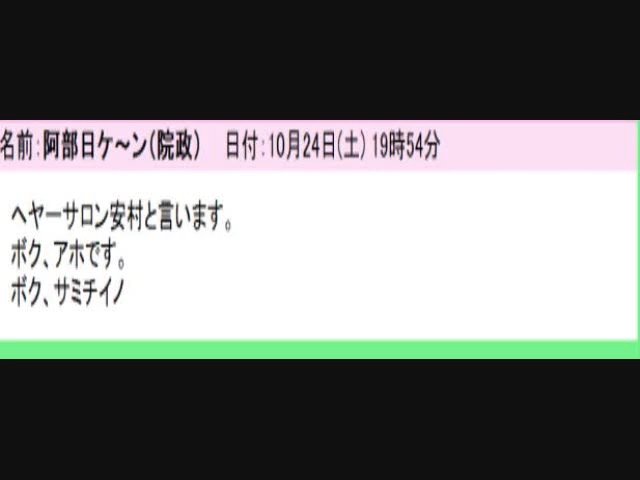 名前:阿部日ケ～ン(院政) 日付:10月24日(土) 19時54分
ヘヤーサロン安村と言います。
ボク、アホです。
ボク、サミチイノ